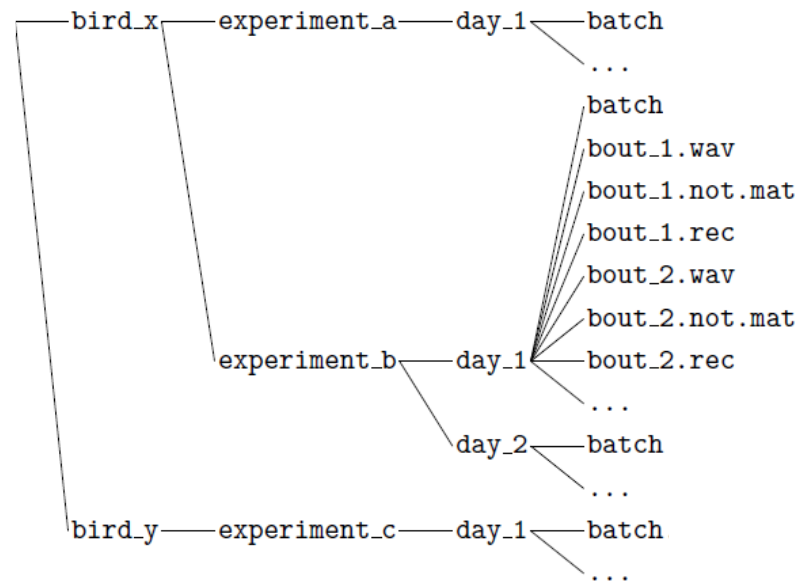 bird_x experiment_a day_1 batch
...
batch
bout_1.wav
bout_1.not.mat
bout_1.rec
bout_2.wav
bout_2.not.mat
experiment_b day_1 bout_2.rec
...
day_2 batch
...
bird_y experiment_c day_1 batch
...